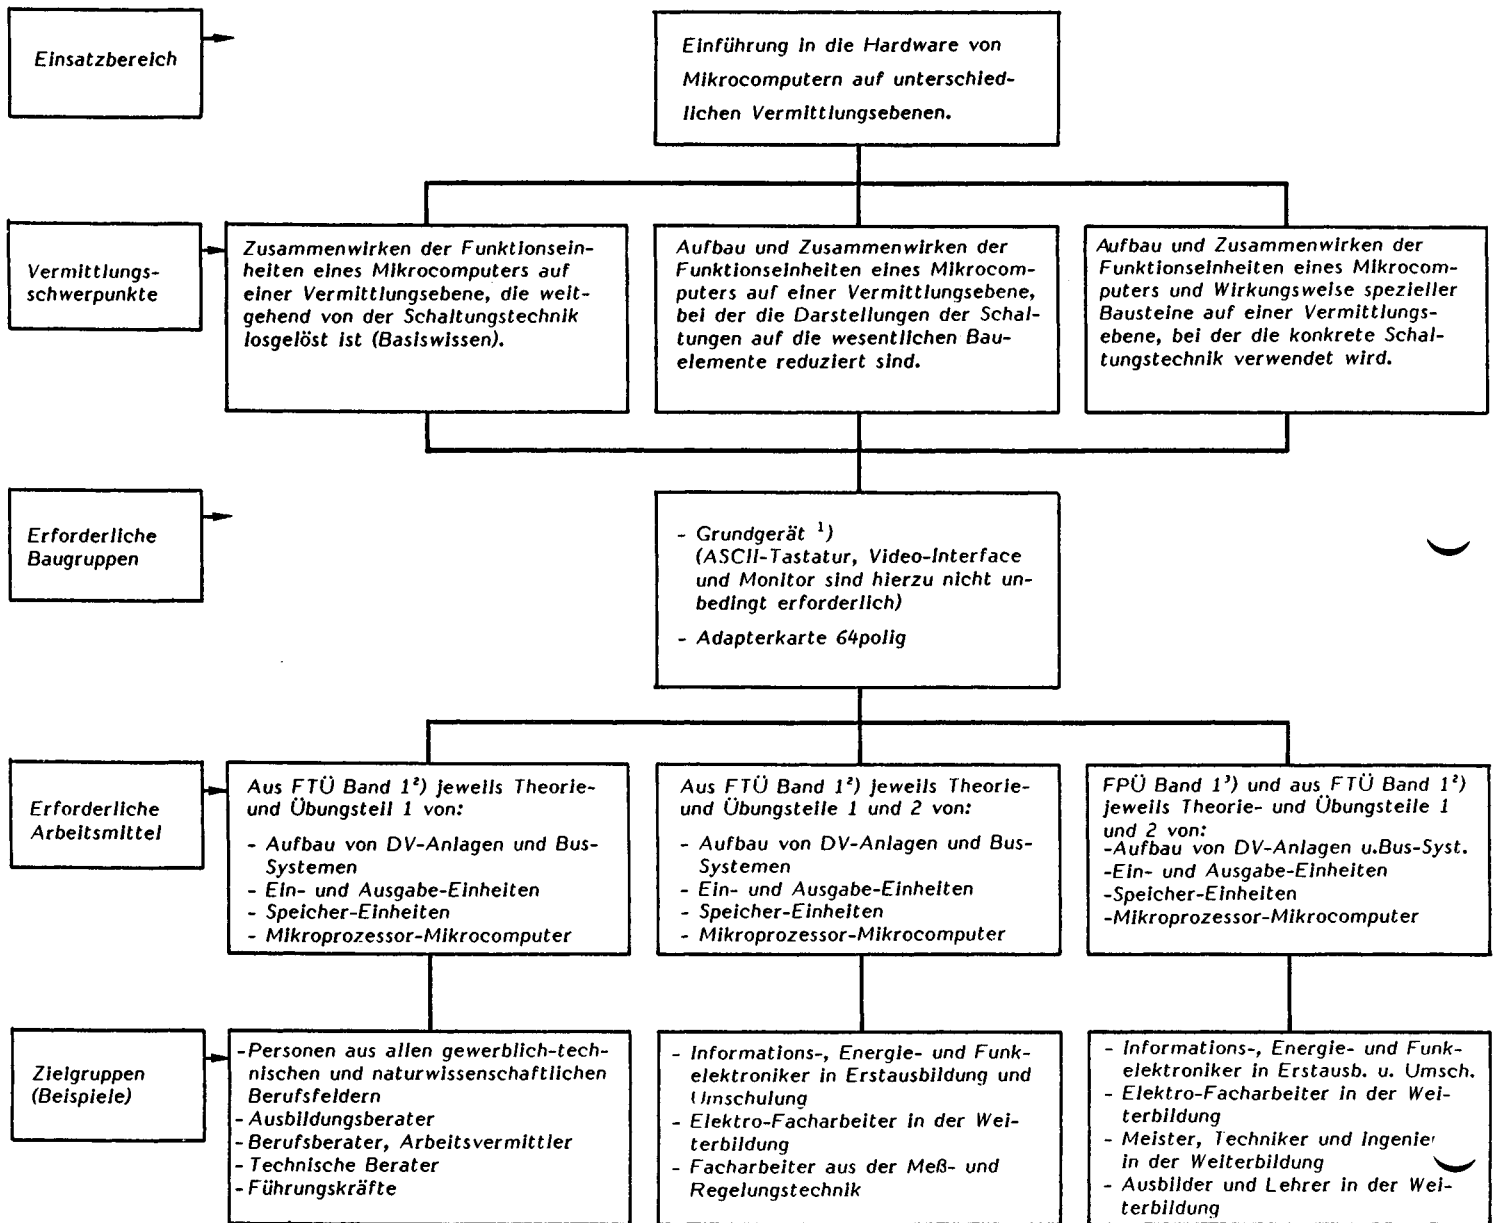 Einsatzbereich
Einführung in die Hardware von
Mikrocomputern auf unterschied-
lichen Vermittlungsebenen.
Vermittlungs-
schwerpunkte
Zusammenwirken der Funktionsein-
heiten eines Mikrocomputers auf
einer Vermittlungsebene, die weit-
gehend von der Schaltungstechnik
losgelöst ist (Basiswissen).
Aufbau und Zusammenwirken der
Funktionseinheiten eines Mikrocom-
puters auf einer Vermittlungsebene,
bei der die Darstellungen der Schal-
tungen auf die wesentlichen Bau-
elemente reduziert sind.
Aufbau und Zusammenwirken der
Funktionseinheiten eines Mikrocom-
puters und Wirkungsweise spezieller
Bausteine auf einer Vermittlungs-
ebene, bei der die konkrete Schal-
tungstechnik verwendet wird.
Erforderliche
Baugruppen
- Grundgerät ¹)
(ASCII-Tastatur, Video-Interface
und Monitor sind hierzu nicht un-
bedingt erforderlich)
- Adapterkarte 64polig
Erforderliche
Arbeitsmittel
Aus FTÜ Band 1²) jeweils Theorie-
und Übungsteil 1 von:
- Aufbau von DV-Anlagen und Bus-
Systemen
- Ein- und Ausgabe-Einheiten
- Speicher-Einheiten
- Mikroprozessor-Mikrocomputer
Aus FTÜ Band 1²) jeweils Theorie-
und Übungsteile 1 und 2 von:
- Aufbau von DV-Anlagen und Bus-
Systemen
- Ein- und Ausgabe-Einheiten
- Speicher-Einheiten
- Mikroprozessor-Mikrocomputer
FPÜ Band 1³) und aus FTÜ Band 1²)
jeweils Theorie- und Übungsteile 1
und 2 von:
-Aufbau von DV-Anlagen u.Bus-Syst.
-Ein- und Ausgabe-Einheiten
-Speicher-Einheiten
-Mikroprozessor-Mikrocomputer
Zielgruppen
(Beispiele)
-Personen aus allen gewerblich-tech-
nischen und naturwissenschaftlichen
Berufsfeldern
-Ausbildungsberater
-Berufsberater, Arbeitsvermittler
-Technische Berater
-Führungskräfte
- Informations-, Energie- und Funk-
elektroniker in Erstausbildung und
Umschulung
- Elektro-Facharbeiter in der Wei-
terbildung
- Facharbeiter aus der Meß- und
Regelungstechnik
- Informations-, Energie- und Funk-
elektroniker in Erstausb. u. Umsch.
- Elektro-Facharbeiter in der Wei-
terbildung
- Meister, Techniker und
in der Weiterbildung
- Ausbilder und Lehrer in der Wei-
terbildung